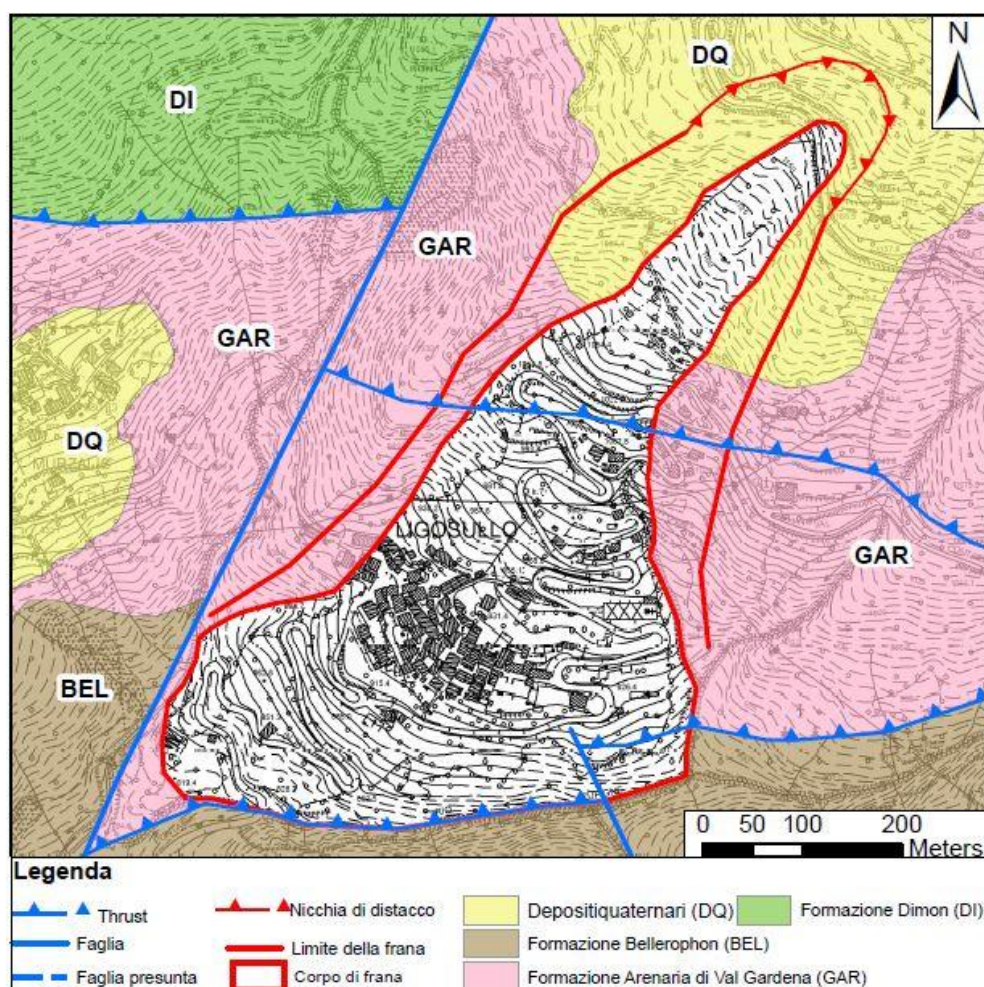 N
DQ
DI
GAR
GAR
DQ
LIGOSULLO
GAR
BEL
0 50 100 200
Meters
Legenda
Thrust
Faglia
Faglia presunta
Nicchia di distacco
Limite della frana
Corpo di frana
Depositiquaternari (DQ)
Formazione Dimon (DI)
Formazione Bellerophon (BEL)
Formazione Arenaria di Val Gardena (GAR)